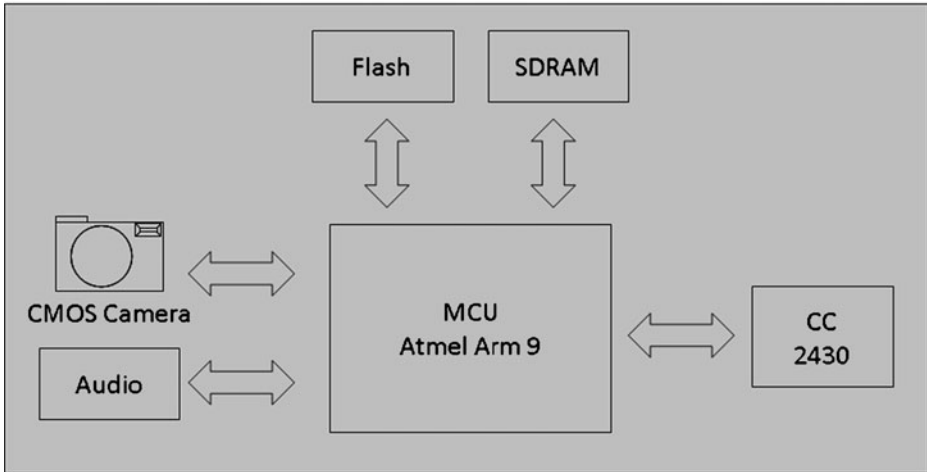 Flash
SDRAM
CMOS Camera
Audio
MCU
Atmel Arm 9
CC
2430